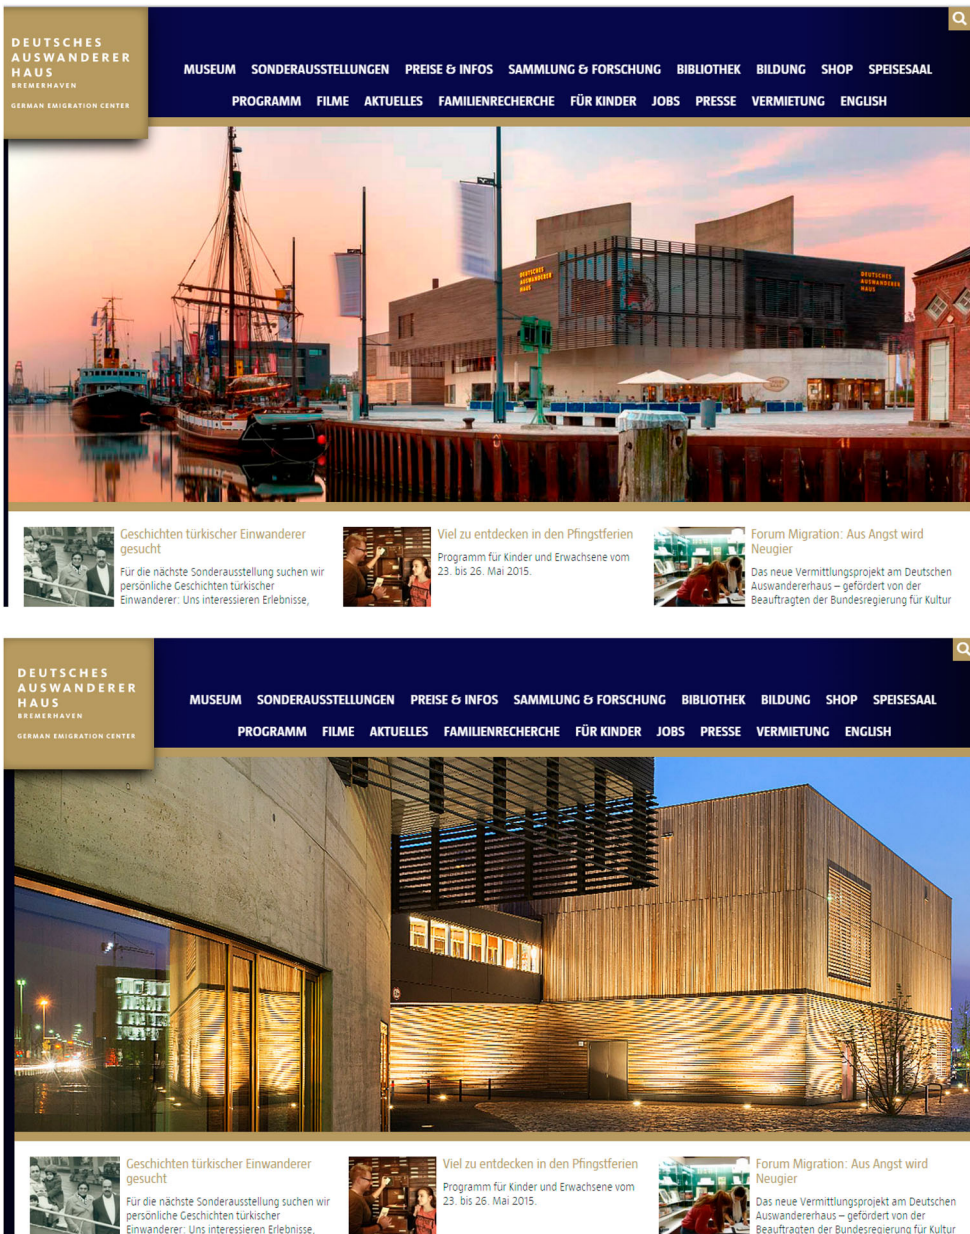 DEUTSCHES
AUSWANDERER
HAUS
BREMERHAVEN
GERMAN EMIGRATION CENTER
MUSEUM SONDERAUSSTELLUNGEN PREISE & INFOS SAMMLUNG & FORSCHUNG BIBLIOTHEK BILDUNG SHOP SPEISESAAL
PROGRAMM FILME AKTUELLES FAMILIENRECHERCHE FÜR KINDER JOBS PRESSE VERMIETUNG ENGLISH
DEUTSCHES
AUSWANDERER
HAUS
DEUTSCHES
AUSWANDERER
HAUS
Geschichten türkischer Einwanderer
gesucht
Für die nächste Sonderausstellung suchen wir
persönliche Geschichten türkischer
Einwanderer: Uns interessieren Erlebnisse,
Viel zu entdecken in den Pfingstferien
Programm für Kinder und Erwachsene vom
23. bis 26. Mai 2015.
Forum Migration: Aus Angst wird
Neugier
Das neue Vermittlungsprojekt am Deutschen
Auswandererhaus – gefördert von der
Beauftragten der Bundesregierung für Kultur
DEUTSCHES
AUSWANDERER
HAUS
BREMERHAVEN
GERMAN EMIGRATION CENTER
MUSEUM SONDERAUSSTELLUNGEN PREISE & INFOS SAMMLUNG & FORSCHUNG BIBLIOTHEK BILDUNG SHOP SPEISESAAL
PROGRAMM FILME AKTUELLES FAMILIENRECHERCHE FÜR KINDER JOBS PRESSE VERMIETUNG ENGLISH
Geschichten türkischer Einwanderer
gesucht
Für die nächste Sonderausstellung suchen wir
persönliche Geschichten türkischer
Einwanderer: Uns interessieren Erlebnisse,
Viel zu entdecken in den Pfingstferien
Programm für Kinder und Erwachsene vom
23. bis 26. Mai 2015.
Forum Migration: Aus Angst wird
Neugier
Das neue Vermittlungsprojekt am Deutschen
Auswandererhaus – gefördert von der
Beauftragten der Bundesregierung für Kultur